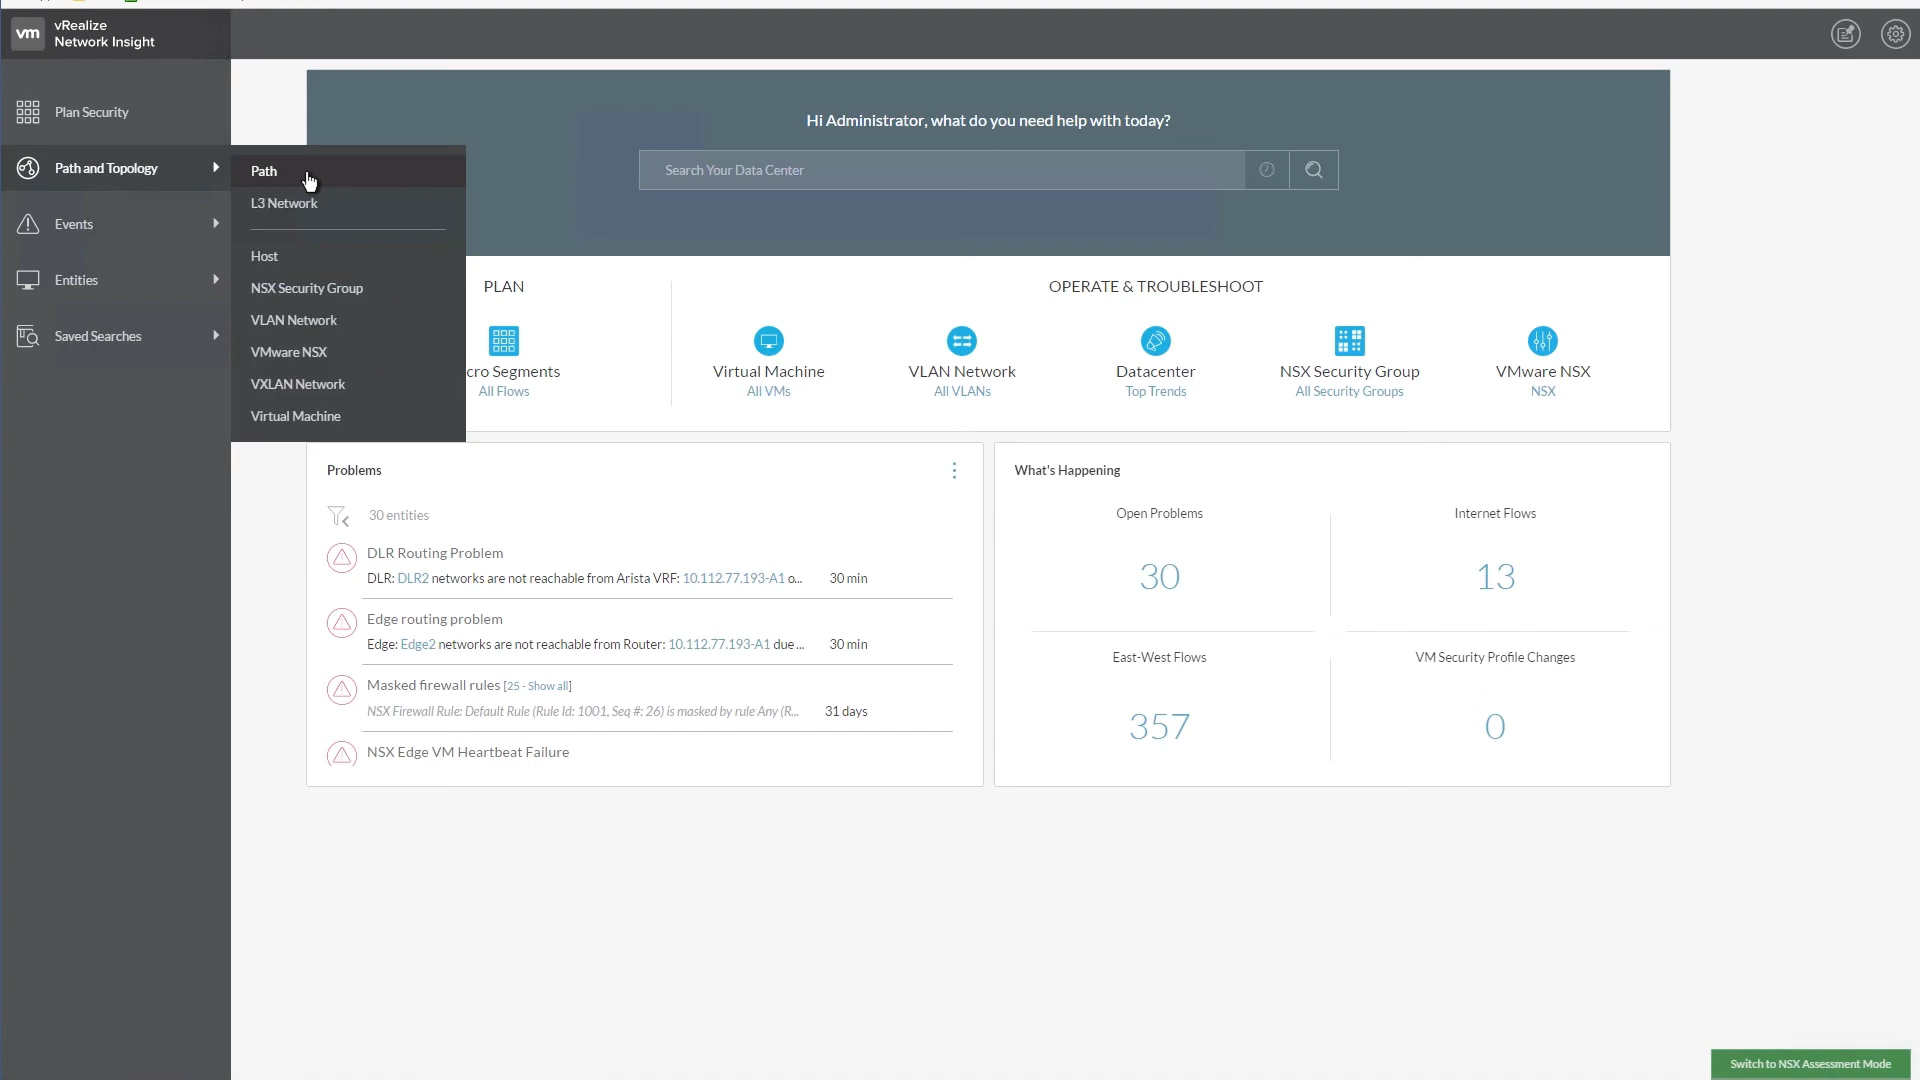 vm
vRealize
Network Insight
Plan Security
Path and Topology
Events
Entities
Saved Searches
Path
L3 Network
Host
NSX Security Group
VLAN Network
VMware NSX
VXLAN Network
Virtual Machine
Hi Administrator, what do you need help with today?
Search Your Data Center
PLAN
cro Segments
All Flows
OPERATE & TROUBLESHOOT
Virtual Machine
All VMs
VLAN Network
All VLANs
Datacenter
Top Trends
NSX Security Group
All Security Groups
VMware NSX
NSX
Problems
30 entities
DLR Routing Problem
DLR: DLR2 networks are not reachable from Arista VRF: 10.112.77.193-A1 o... 30 min
Edge routing problem
Edge: Edge2 networks are not reachable from Router: 10.112.77.193-A1 due ... 30 min
Masked firewall rules [25 - Show all]
NSX Firewall Rule: Default Rule (Rule Id: 1001, Seq #: 26) is masked by rule Any (R... 31 days
NSX Edge VM Heartbeat Failure
What's Happening
Open Problems
30
Internet Flows
13
East-West Flows
357
VM Security Profile Changes
0
Switch to NSX Assessment Mode